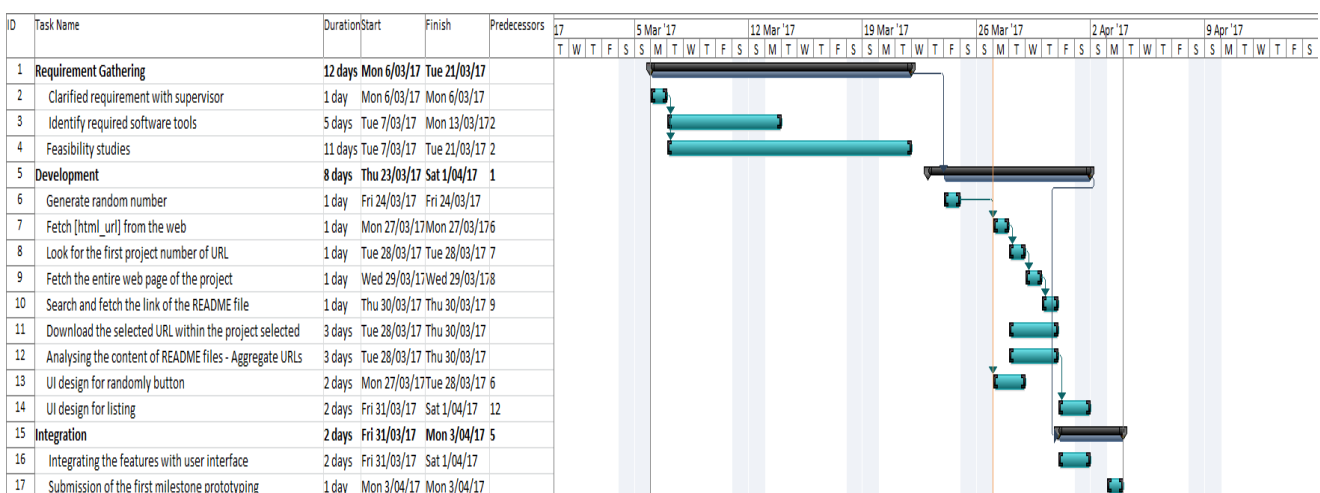 ID Task Name Duration Start Finish Predecessors 17 5 Mar '17 12 Mar '17 19 Mar '17 26 Mar '17 2 Apr '17 9 Apr '17
T W T F S S M T W T F S S M T W T F S S M T W T F S S M T W T F S S M T W T F S S M T W T F S
1 Requirement Gathering 12 days Mon 6/03/17 Tue 21/03/17
2 Clarified requirement with supervisor 1 day Mon 6/03/17 Mon 6/03/17
3 Identify required software tools 5 days Tue 7/03/17 Mon 13/03/17 2
4 Feasibility studies 11 days Tue 7/03/17 Tue 21/03/17 2
5 Development 8 days Thu 23/03/17 Sat 1/04/17 1
6 Generate random number 1 day Fri 24/03/17 Fri 24/03/17
7 Fetch [html_url] from the web 1 day Mon 27/03/17 Mon 27/03/17 6
8 Look for the first project number of URL 1 day Tue 28/03/17 Tue 28/03/17 7
9 Fetch the entire web page of the project 1 day Wed 29/03/17 Wed 29/03/17 8
10 Search and fetch the link of the README file 1 day Thu 30/03/17 Thu 30/03/17 9
11 Download the selected URL within the project selected 3 days Tue 28/03/17 Thu 30/03/17
12 Analysing the content of README files - Aggregate URLs 3 days Tue 28/03/17 Thu 30/03/17
13 UI design for randomly button 2 days Mon 27/03/17 Tue 28/03/17 6
14 UI design for listing 2 days Fri 31/03/17 Sat 1/04/17 12
15 Integration 2 days Fri 31/03/17 Mon 3/04/17 5
16 Integrating the features with user interface 2 days Fri 31/03/17 Sat 1/04/17
17 Submission of the first milestone prototyping 1 day Mon 3/04/17 Mon 3/04/17